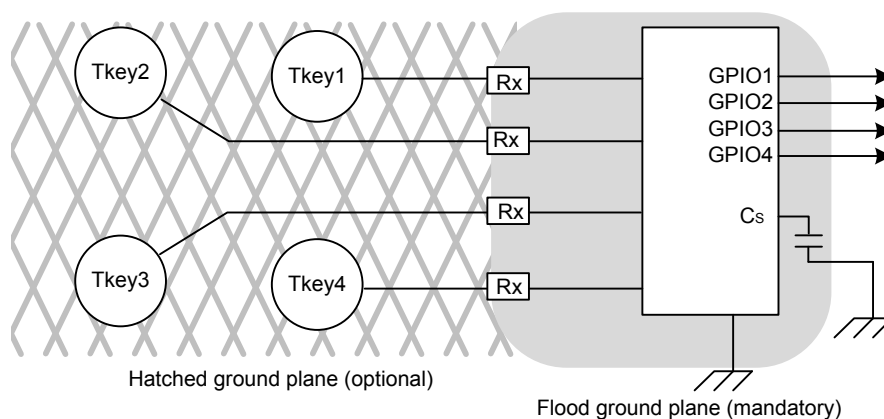 Tkey2
Tkey1
Rx
GPIO1
GPIO2
Rx
GPIO3
GPIO4
Rx
Cs
Tkey3
Tkey4
Rx
Hatched ground plane (optional)
Flood ground plane (mandatory)